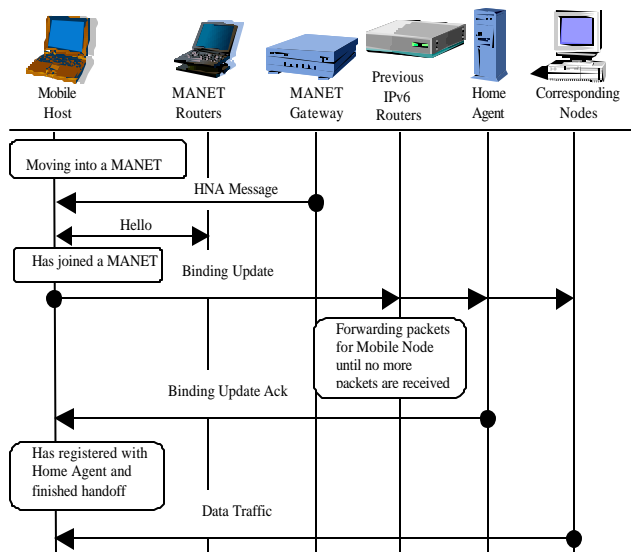 Mobile
Host
MANET
Routers
MANET
Gateway
Previous
IPv6
Routers
Home
Agent
Corresponding
Nodes
Moving into a MANET
HNA Message
Hello
Has joined a MANET
Binding Update
Forwarding packets
for Mobile Node
until no more
packets are received
Binding Update Ack
Has registered with
Home Agent and
finished handoff
Data Traffic